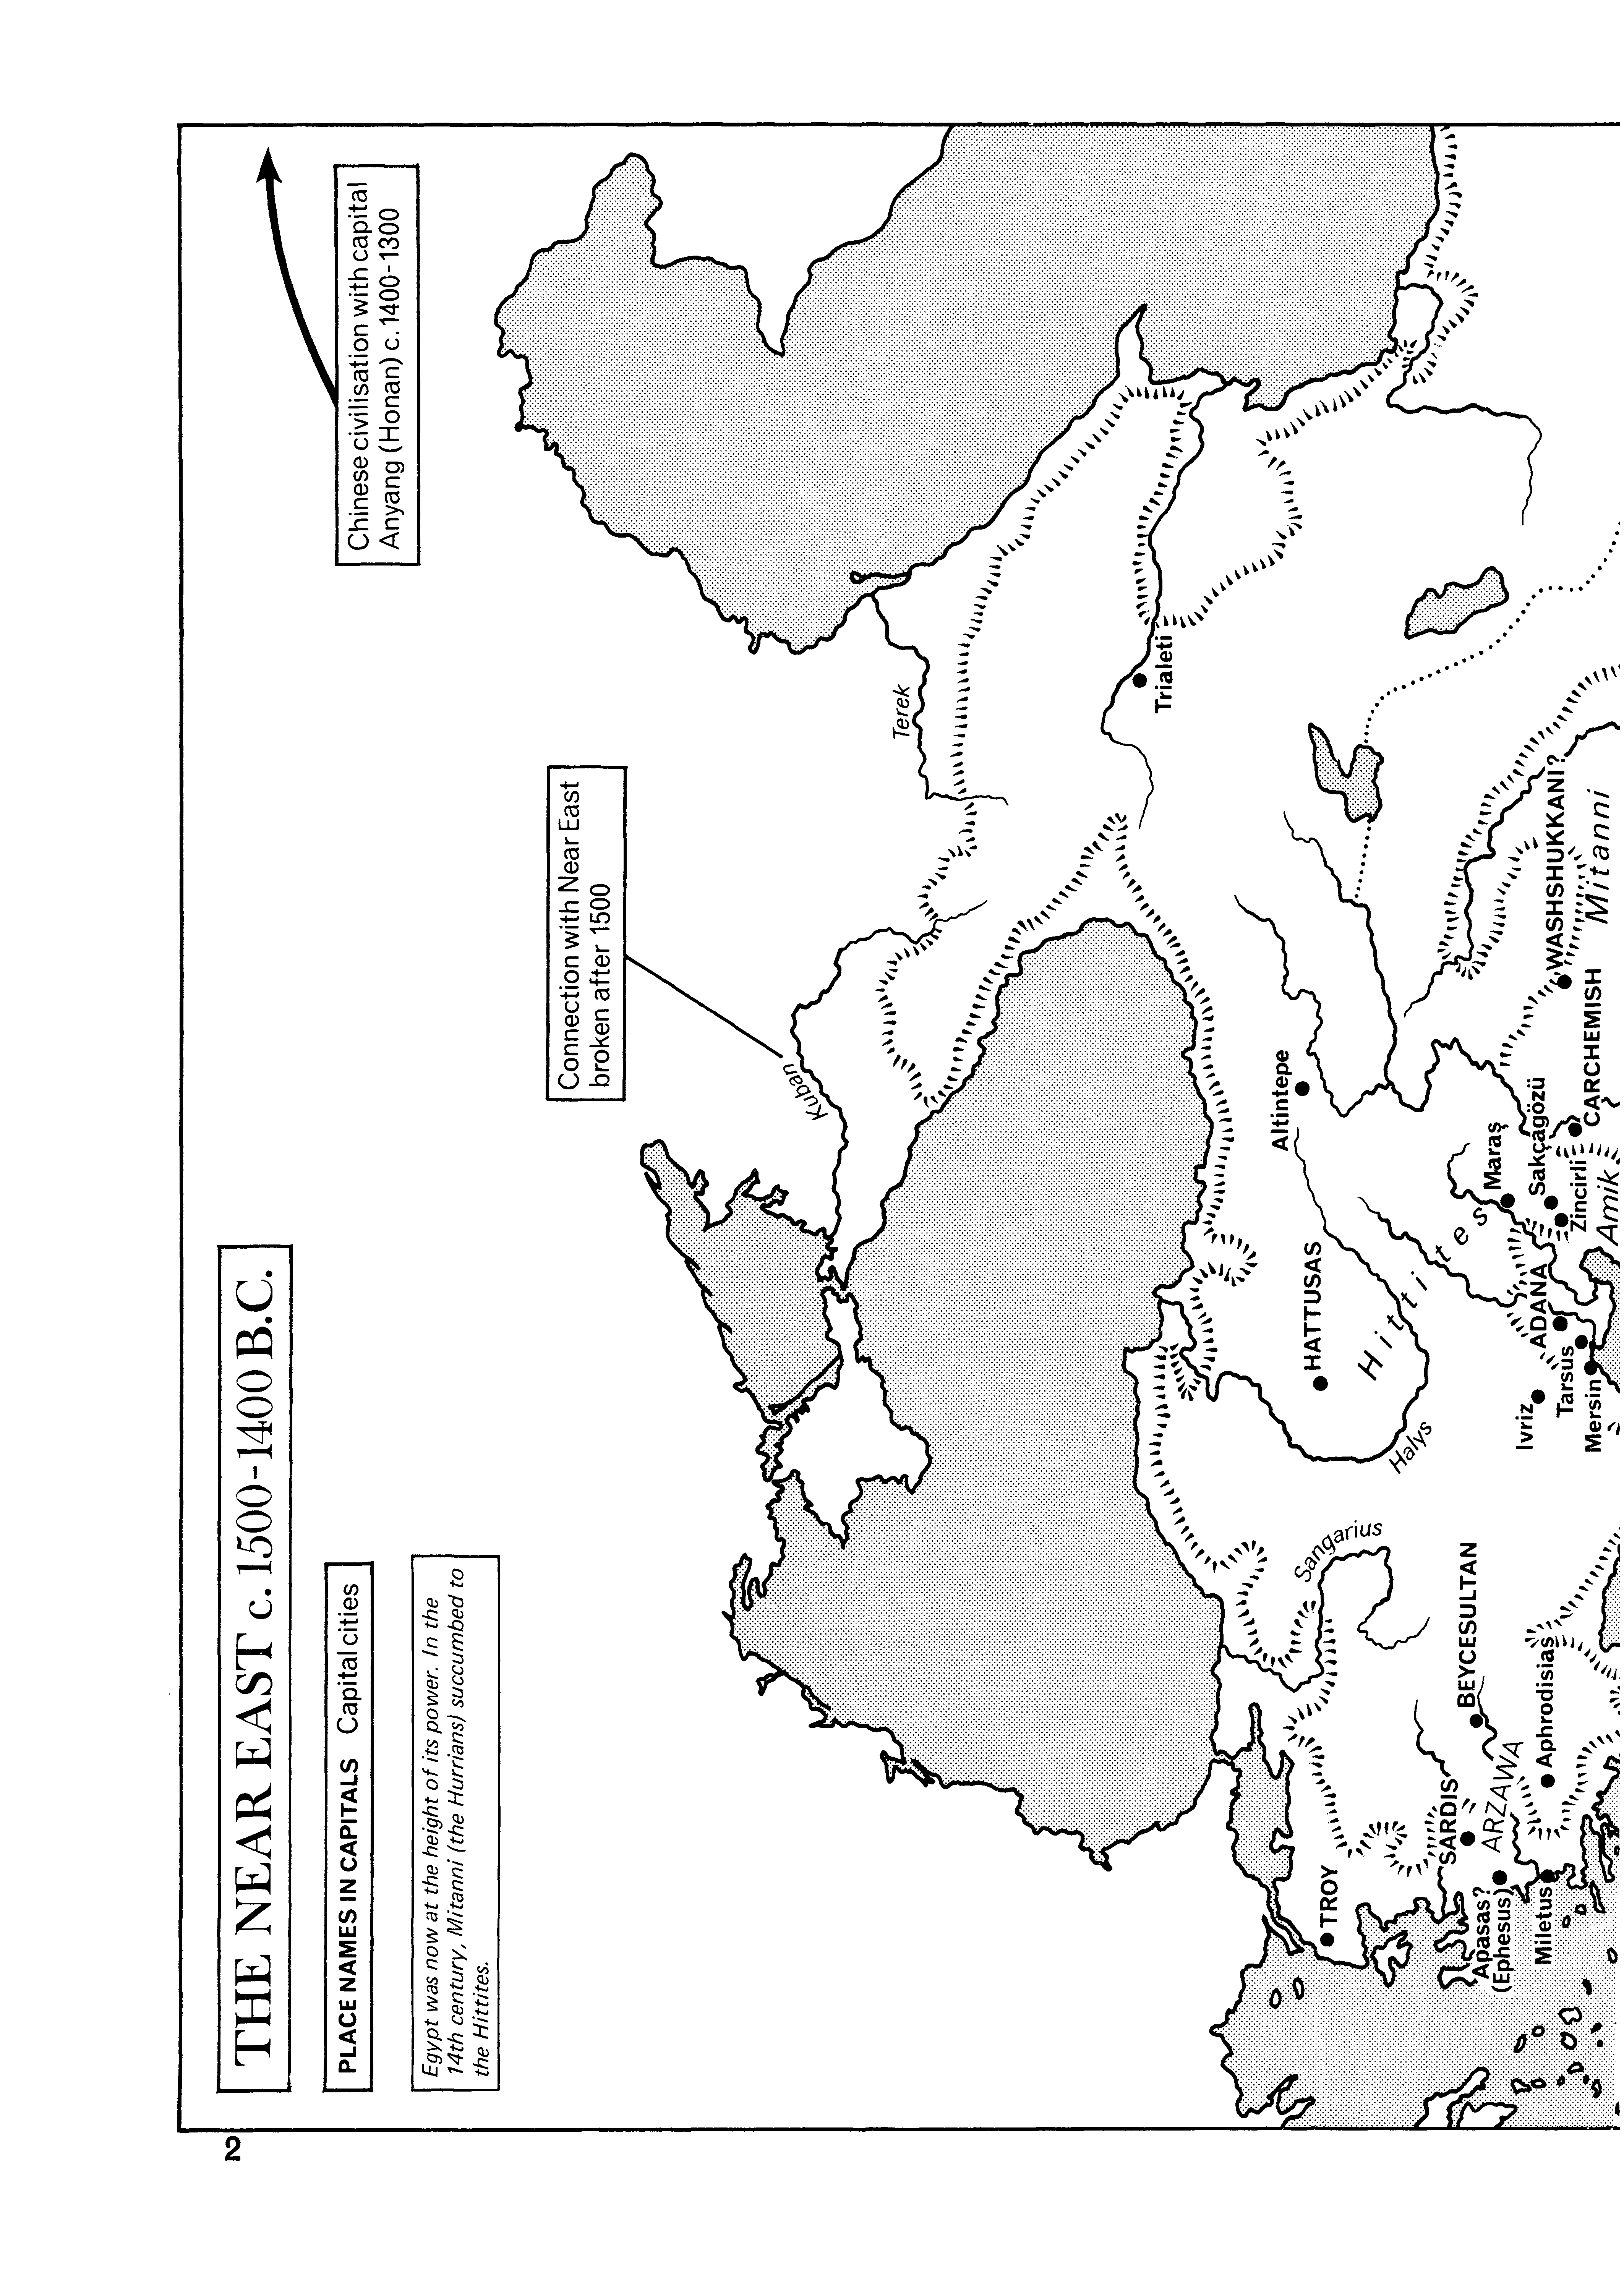 THE NEAR EAST c. 1500-1400 B.C.
PLACE NAMES IN CAPITALS Capital cities
Egypt was now at the height of its power. In the
14th century, Mitanni (the Hurrians) succumbed to
the Hittites.
Chinese civilisation with capital
Anyang (Honan) c. 1400-1300
Connection with Near East
broken after 1500
Kuban
Terek
Trialeti
Altintepe
HATTUSAS
Hittites
Halys
Sangarius
TROY
BEYCESULTAN
SARDIS
ARZAWA
Apasas?
(Ephesus)
Miletus
Aphrodisias
Ivriz
Tarsus
Mersin
ADANA
Maraş
Sakçagözü
Zincirli
Amik
CARCHEMISH
WASHSHUKKANI?
Mitanni
2